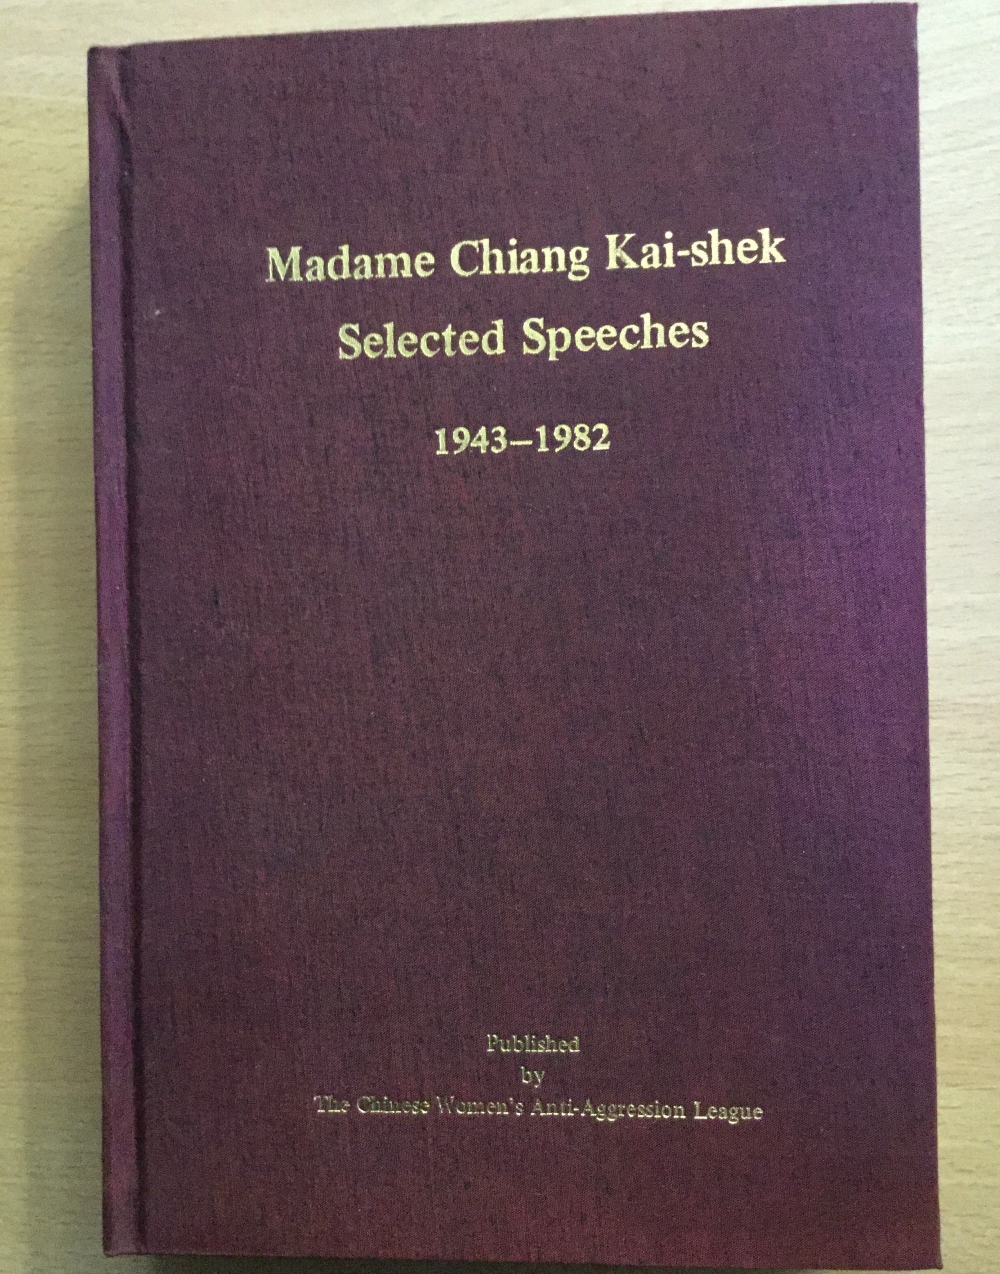 Madame Chiang Kai-shek
Selected Speeches
1943–1982
Published
by
The Chinese Women's Anti-Aggression League